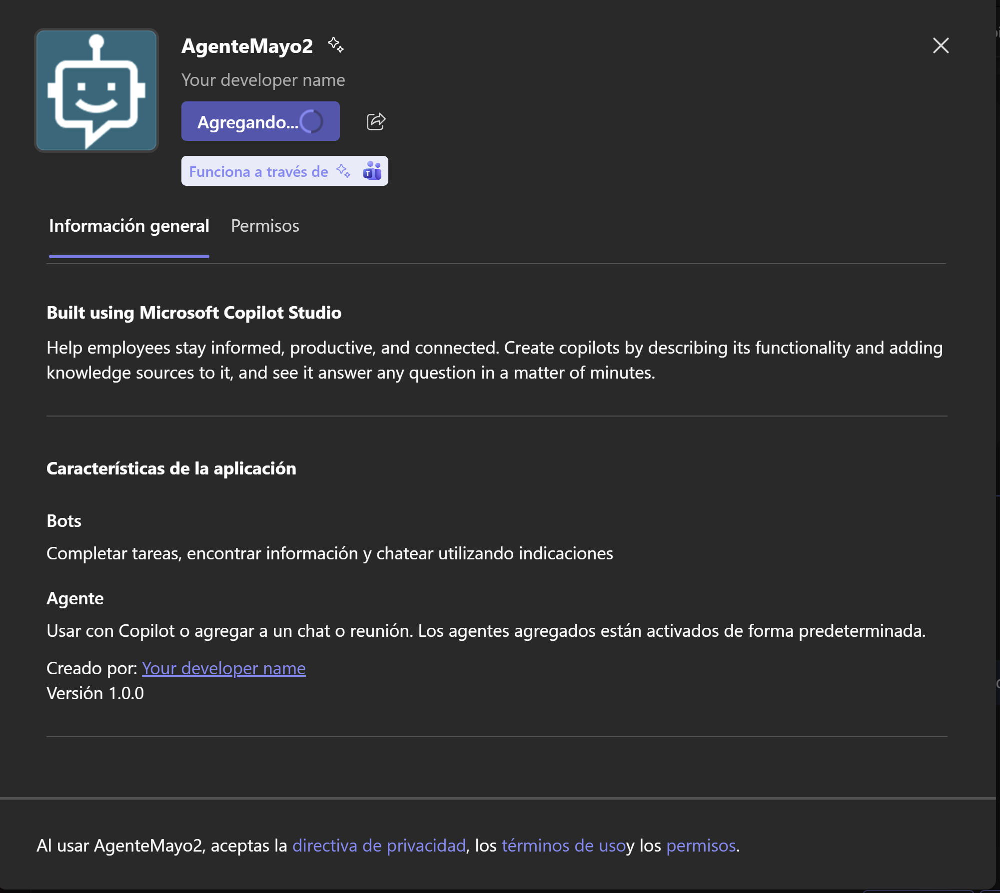 AgenteMayo2
Your developer name
Agregando...
Funciona a través de
T
Información general
Permisos
Built using Microsoft Copilot Studio
Help employees stay informed, productive, and connected. Create copilots by describing its functionality and adding
knowledge sources to it, and see it answer any question in a matter of minutes.
Características de la aplicación
Bots
Completar tareas, encontrar información y chatear utilizando indicaciones
Agente
Usar con Copilot o agregar a un chat o reunión. Los agentes agregados están activados de forma predeterminada.
Creado por: Your developer name
Versión 1.0.0
Al usar AgenteMayo2, aceptas la directiva de privacidad, los términos de usoy los permisos.